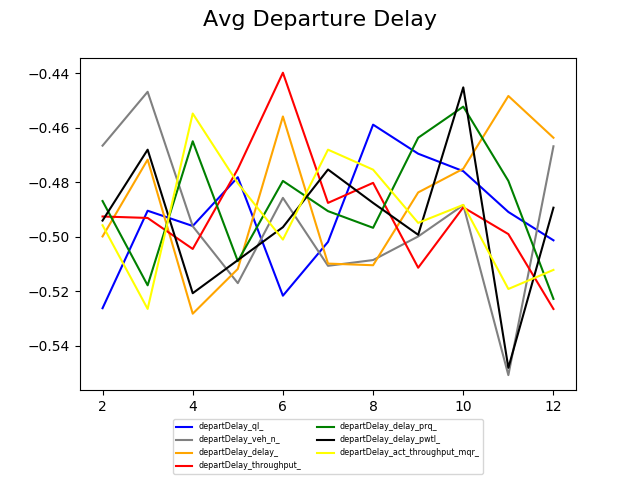 Avg Departure Delay
−0.44
−0.46
−0.48
−0.50
−0.52
−0.54
2 4 6 8 10 12
departDelay_ql_
departDelay_veh_n_
departDelay_delay_
departDelay_throughput_
departDelay_delay_prq_
departDelay_delay_pwtl_
departDelay_act_throughput_mqr_